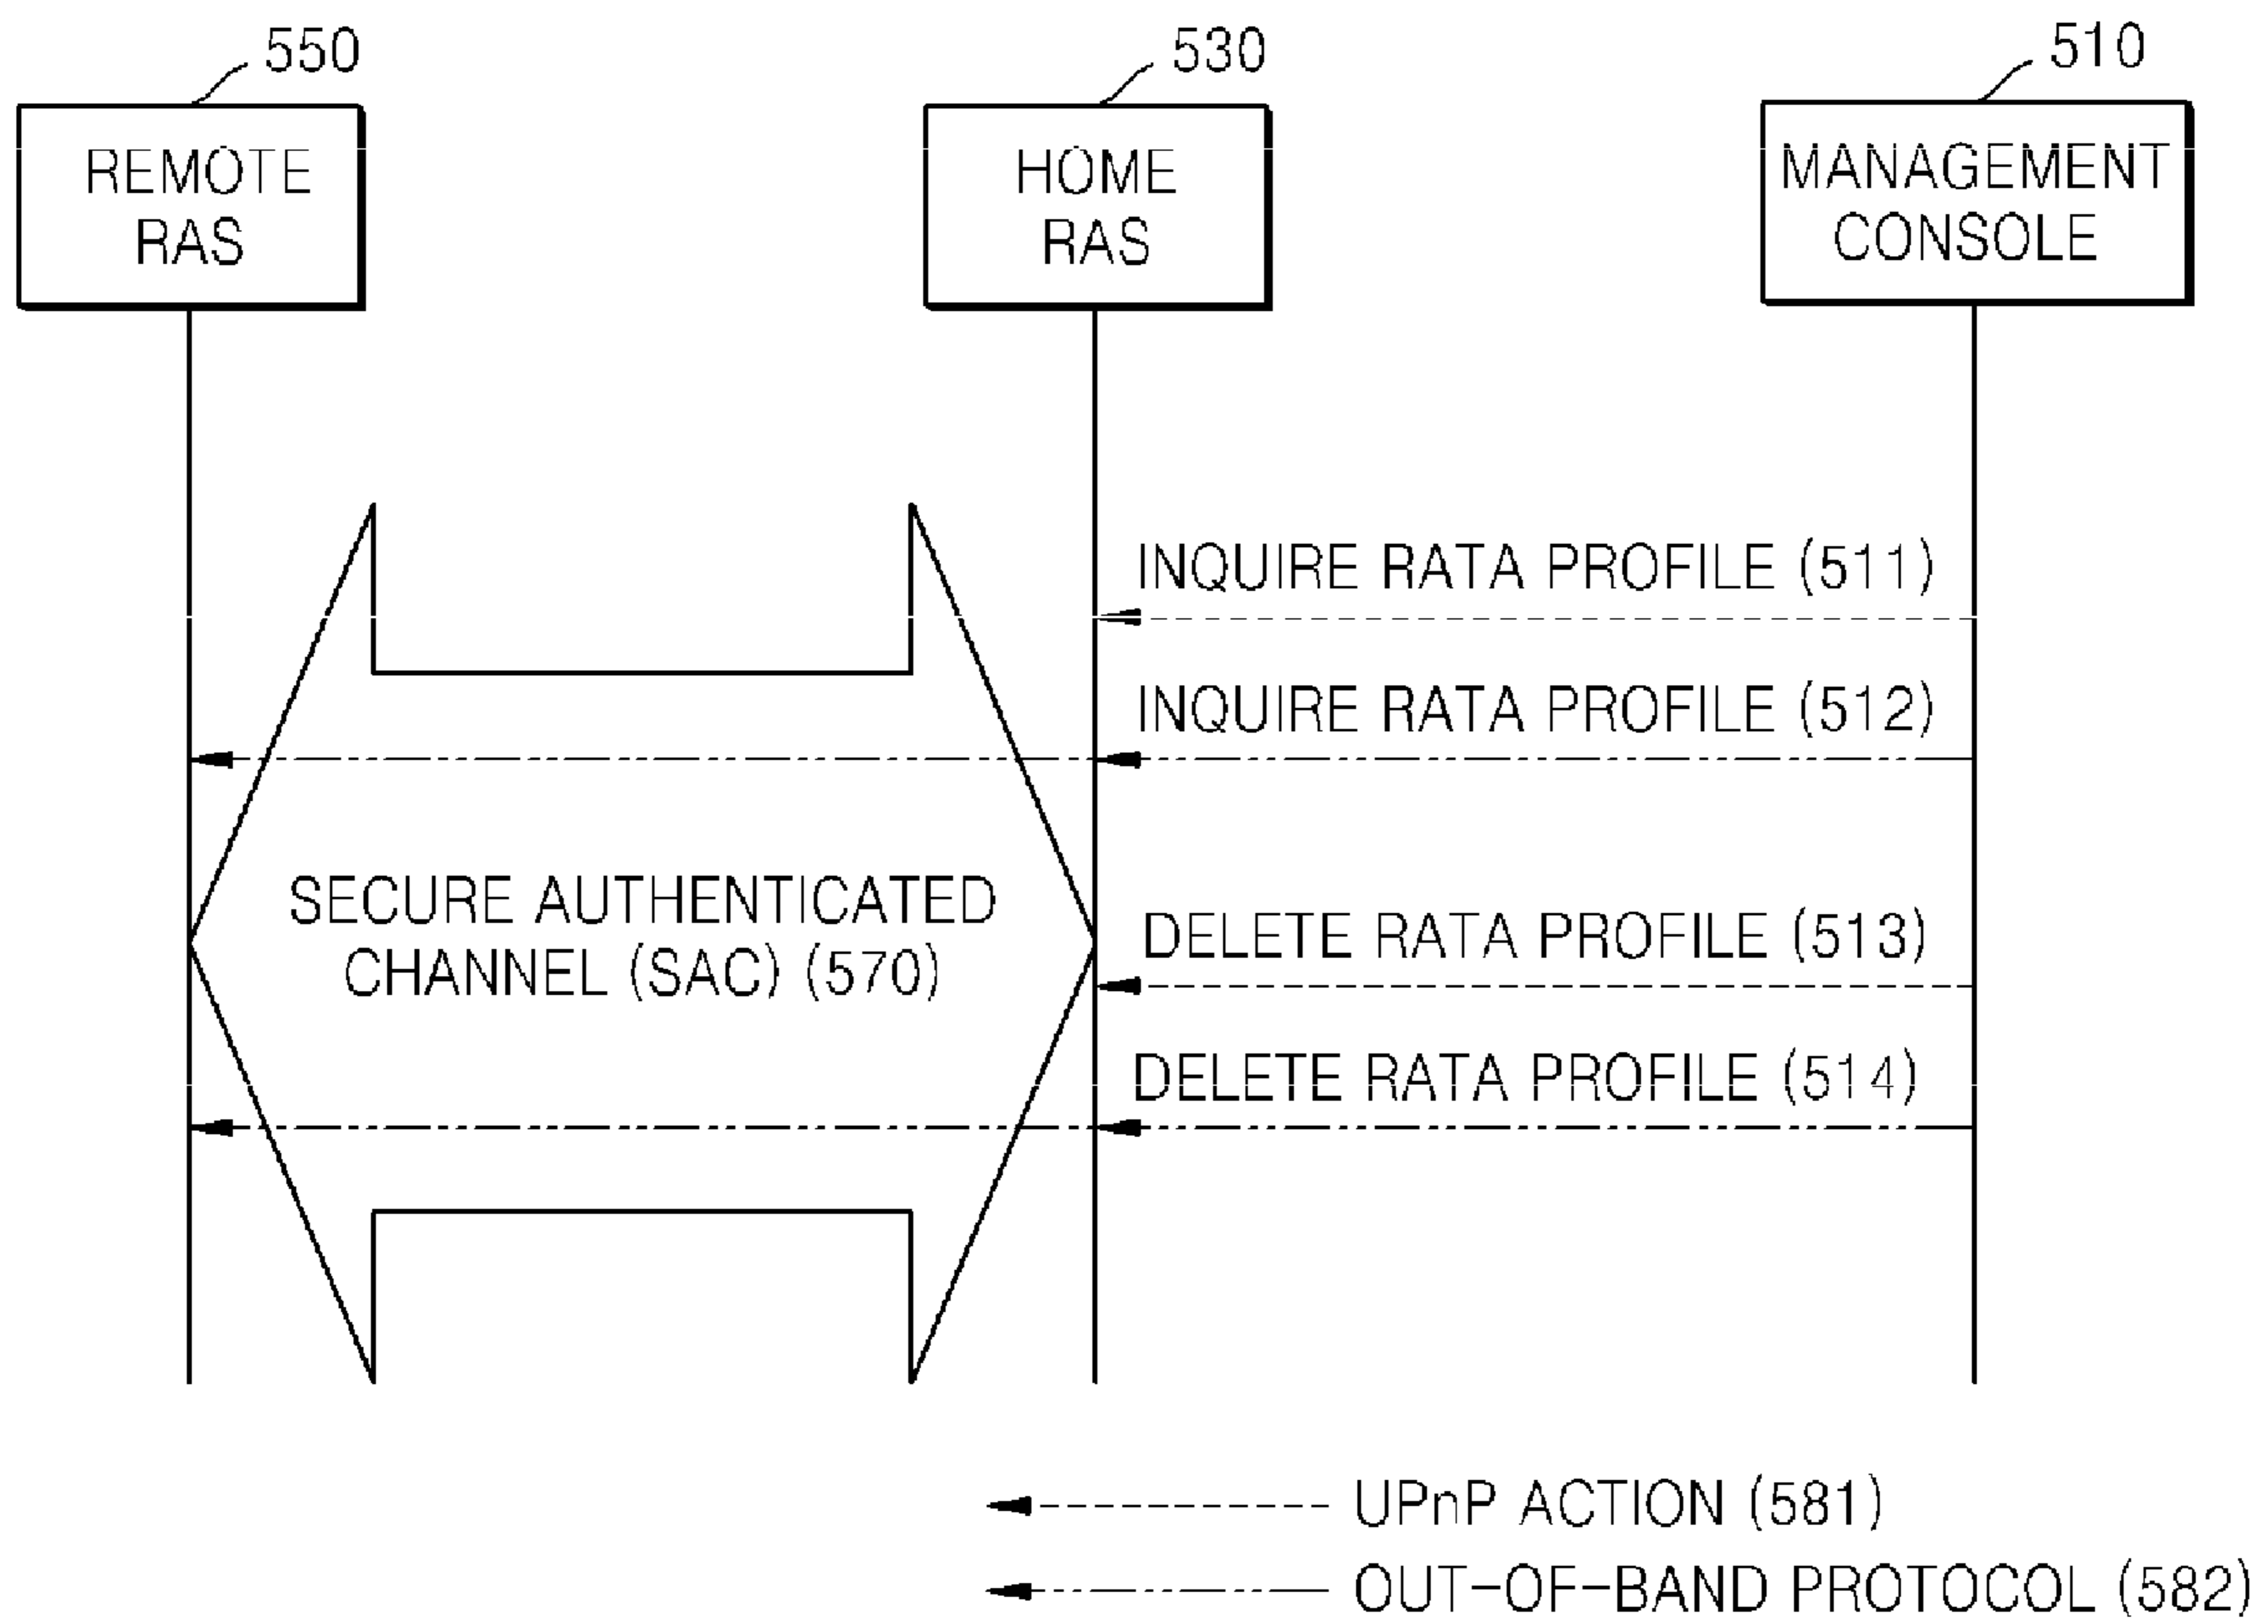 550
530
510
REMOTE
RAS
HOME
RAS
MANAGEMENT
CONSOLE
INQUIRE RATA PROFILE (511)
INQUIRE RATA PROFILE (512)
SECURE AUTHENTICATED
CHANNEL (SAC) (570)
DELETE RATA PROFILE (513)
DELETE RATA PROFILE (514)
UPnP ACTION (581)
OUT-OF-BAND PROTOCOL (582)